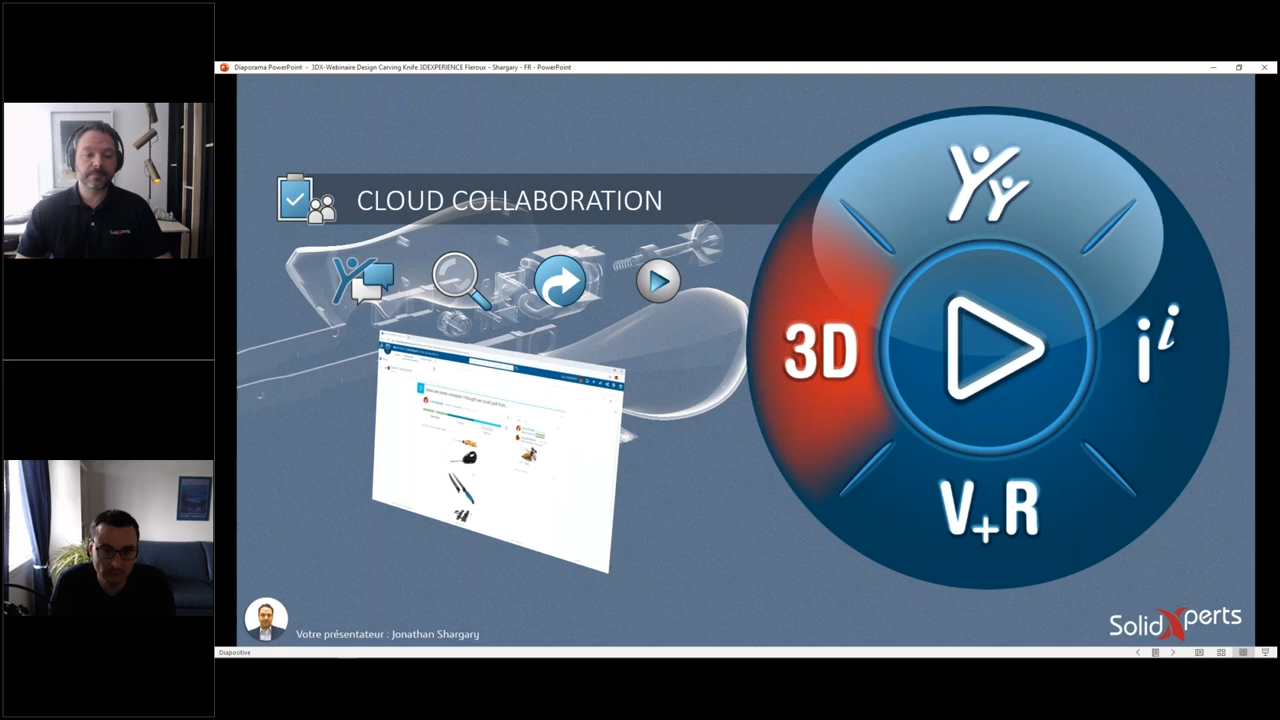 Diaporama PowerPoint - 3DX-Webinaire Design Carving Knife 3DEXPERIENCE Fleroux - Shargary - FR - PowerPoint
CLOUD COLLABORATION
3D
i i
V+R
SolidXperts
Votre présentateur : Jonathan Shargary
Diapositive